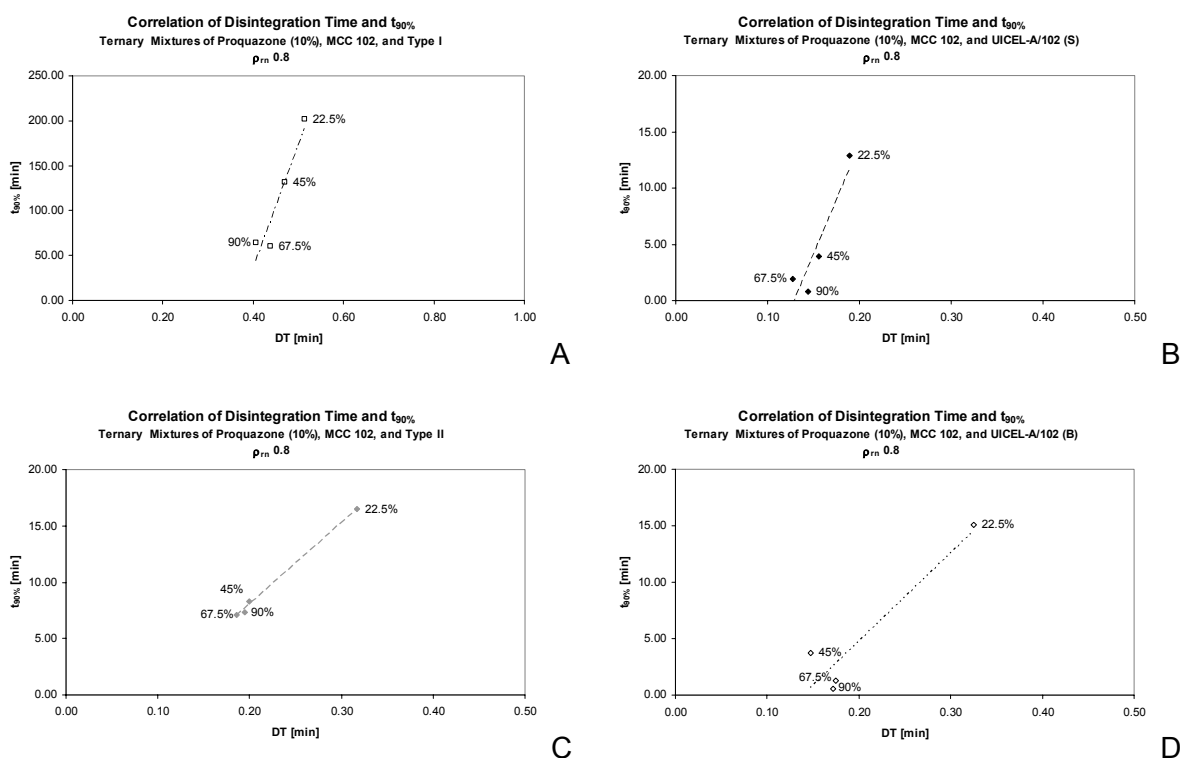 Correlation of Disintegration Time and t90%
Ternary Mixtures of Proquazone (10%), MCC 102, and Type I
ρrn 0.8
250.00
200.00
150.00
100.00
50.00
0.00
t90% [min]
22.5%
45%
90%
67.5%
0.00 0.20 0.40 0.60 0.80 1.00
DT [min]
A
Correlation of Disintegration Time and t90%
Ternary Mixtures of Proquazone (10%), MCC 102, and UICEL-A/102 (S)
ρrn 0.8
20.00
15.00
10.00
5.00
0.00
t90% [min]
22.5%
45%
67.5%
90%
0.00 0.10 0.20 0.30 0.40 0.50
DT [min]
B
Correlation of Disintegration Time and t90%
Ternary Mixtures of Proquazone (10%), MCC 102, and Type II
ρrn 0.8
20.00
15.00
10.00
5.00
0.00
t90% [min]
22.5%
45%
67.5%
90%
0.00 0.10 0.20 0.30 0.40 0.50
DT [min]
C
Correlation of Disintegration Time and t90%
Ternary Mixtures of Proquazone (10%), MCC 102, and UICEL-A/102 (B)
ρrn 0.8
20.00
15.00
10.00
5.00
0.00
t90% [min]
22.5%
45%
67.5%
90%
0.00 0.10 0.20 0.30 0.40 0.50
DT [min]
D